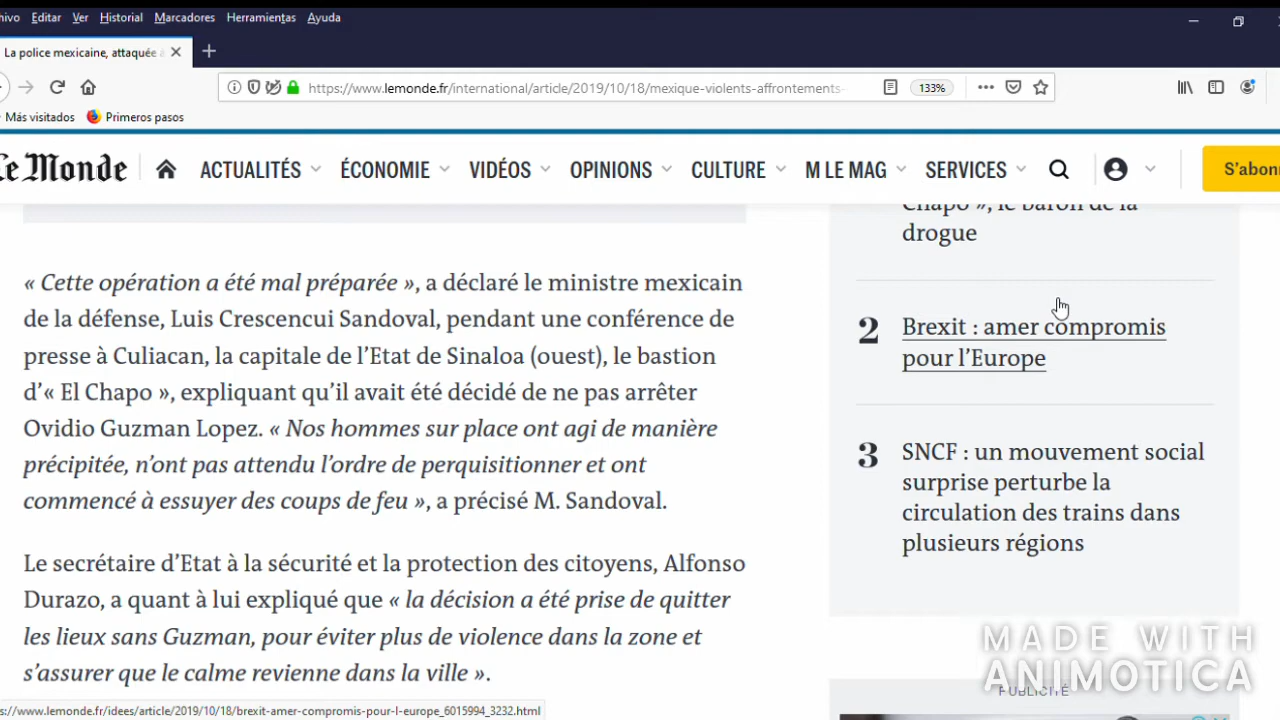 Editar Ver Historial Marcadores Herramientas Ayuda
La police mexicaine, attaquée
https://www.lemonde.fr/international/article/2019/10/18/mexique-violents-affrontements-
133%
Más visitados Primeros pasos
Le Monde ACTUALITÉS ÉCONOMIE VIDÉOS OPINIONS CULTURE M LE MAG SERVICES S'abon
« Cette opération a été mal préparée », a déclaré le ministre mexicain
de la défense, Luis Crescencui Sandoval, pendant une conférence de
presse à Culiacan, la capitale de l'Etat de Sinaloa (ouest), le bastion
d'« El Chapo », expliquant qu'il avait été décidé de ne pas arrêter
Ovidio Guzman Lopez. « Nos hommes sur place ont agi de manière
précipitée, n'ont pas attendu l'ordre de perquisitionner et ont
commencé à essuyer des coups de feu », a précisé M. Sandoval.
Le secrétaire d'Etat à la sécurité et la protection des citoyens, Alfonso
Durazo, a quant à lui expliqué que « la décision a été prise de quitter
les lieux sans Guzman, pour éviter plus de violence dans la zone et
s'assurer que le calme revienne dans la ville ».
Chapo », le baron de la
drogue
2 Brexit : amer compromis
pour l'Europe
3 SNCF : un mouvement social
surprise perturbe la
circulation des trains dans
plusieurs régions
MADE WITH
ANIMOTICA
PUBLICITÉ
s://www.lemonde.fr/idees/article/2019/10/18/brexit-amer-compromis-pour-l-europe_6015994_3232.html